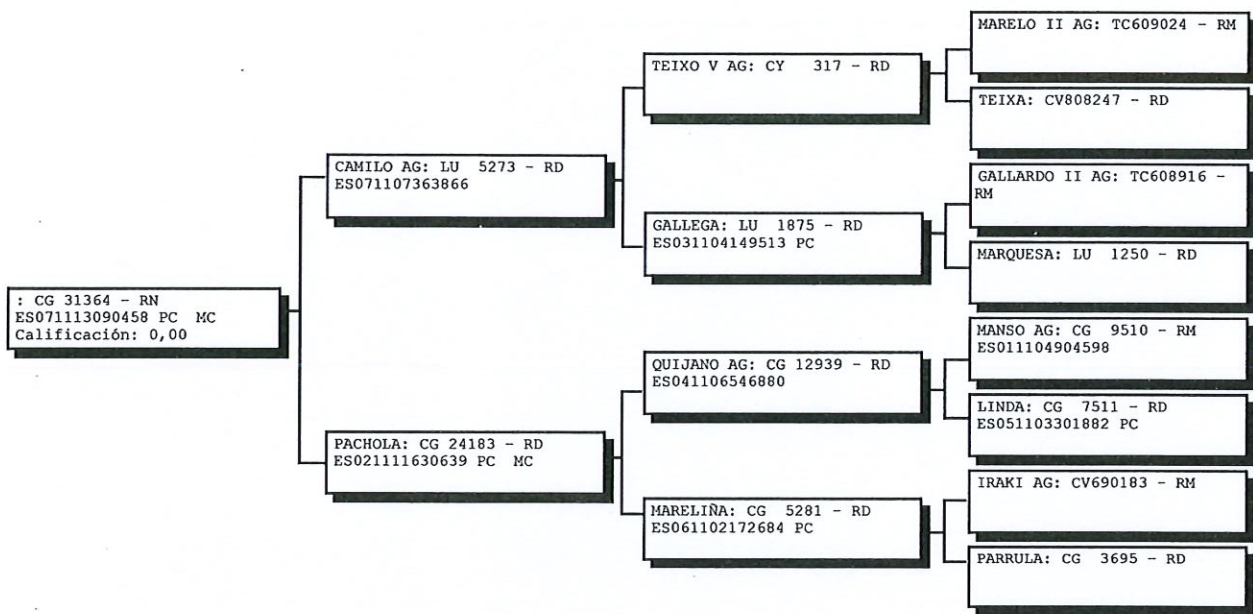 : CG 31364 - RN
ES071113090458 PC MC
Calificación: 0,00
CAMILO AG: LU 5273 - RD
ES071107363866
PACHOLA: CG 24183 - RD
ES021111630639 PC MC
TEIXO V AG: CY 317 - RD
GALLEGA: LU 1875 - RD
ES031104149513 PC
QUIJANO AG: CG 12939 - RD
ES041106546880
MARELIÑA: CG 5281 - RD
ES061102172684 PC
MARELO II AG: TC609024 - RM
TEIXA: CV808247 - RD
GALLARDO II AG: TC608916 -
RM
MARQUESA: LU 1250 - RD
MANSO AG: CG 9510 - RM
ES011104904598
LINDA: CG 7511 - RD
ES051103301882 PC
IRAKI AG: CV690183 - RM
PARRULA: CG 3695 - RD